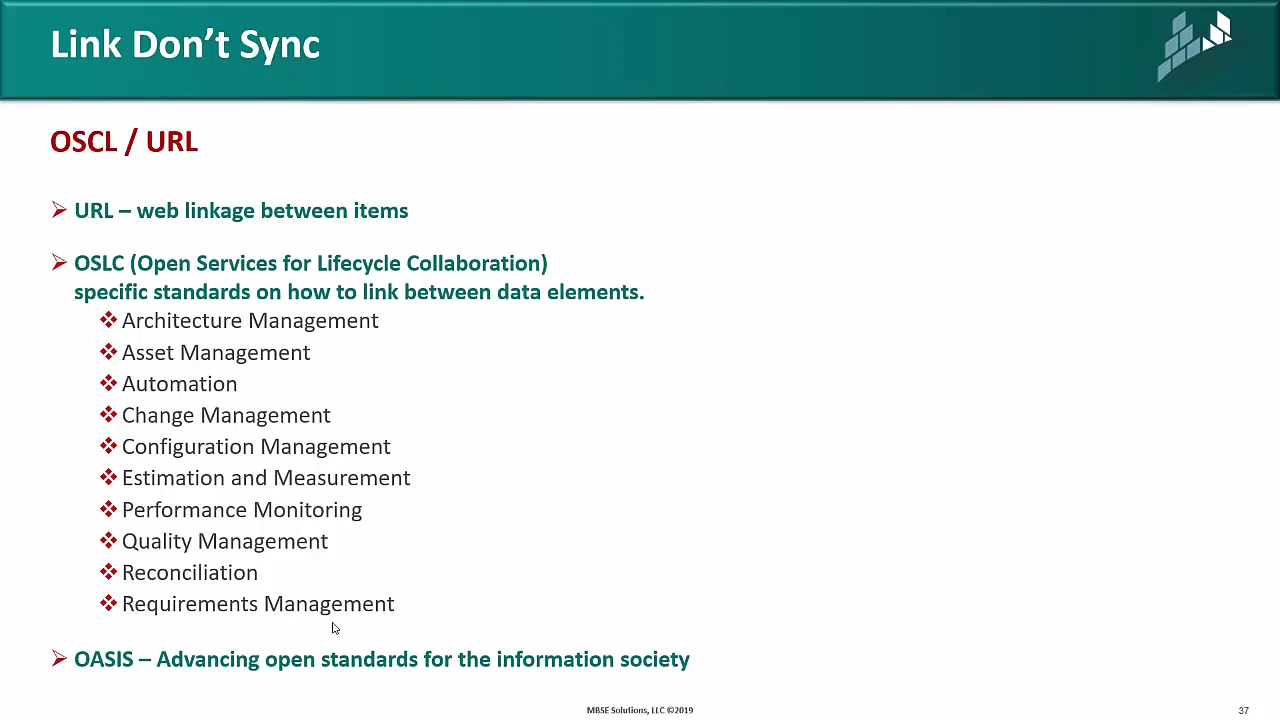 Link Don’t Sync
OSCL / URL
URL – web linkage between items
OSLC (Open Services for Lifecycle Collaboration)
specific standards on how to link between data elements.
Architecture Management
Asset Management
Automation
Change Management
Configuration Management
Estimation and Measurement
Performance Monitoring
Quality Management
Reconciliation
Requirements Management
OASIS – Advancing open standards for the information society
MBSE Solutions, LLC ©2019
37